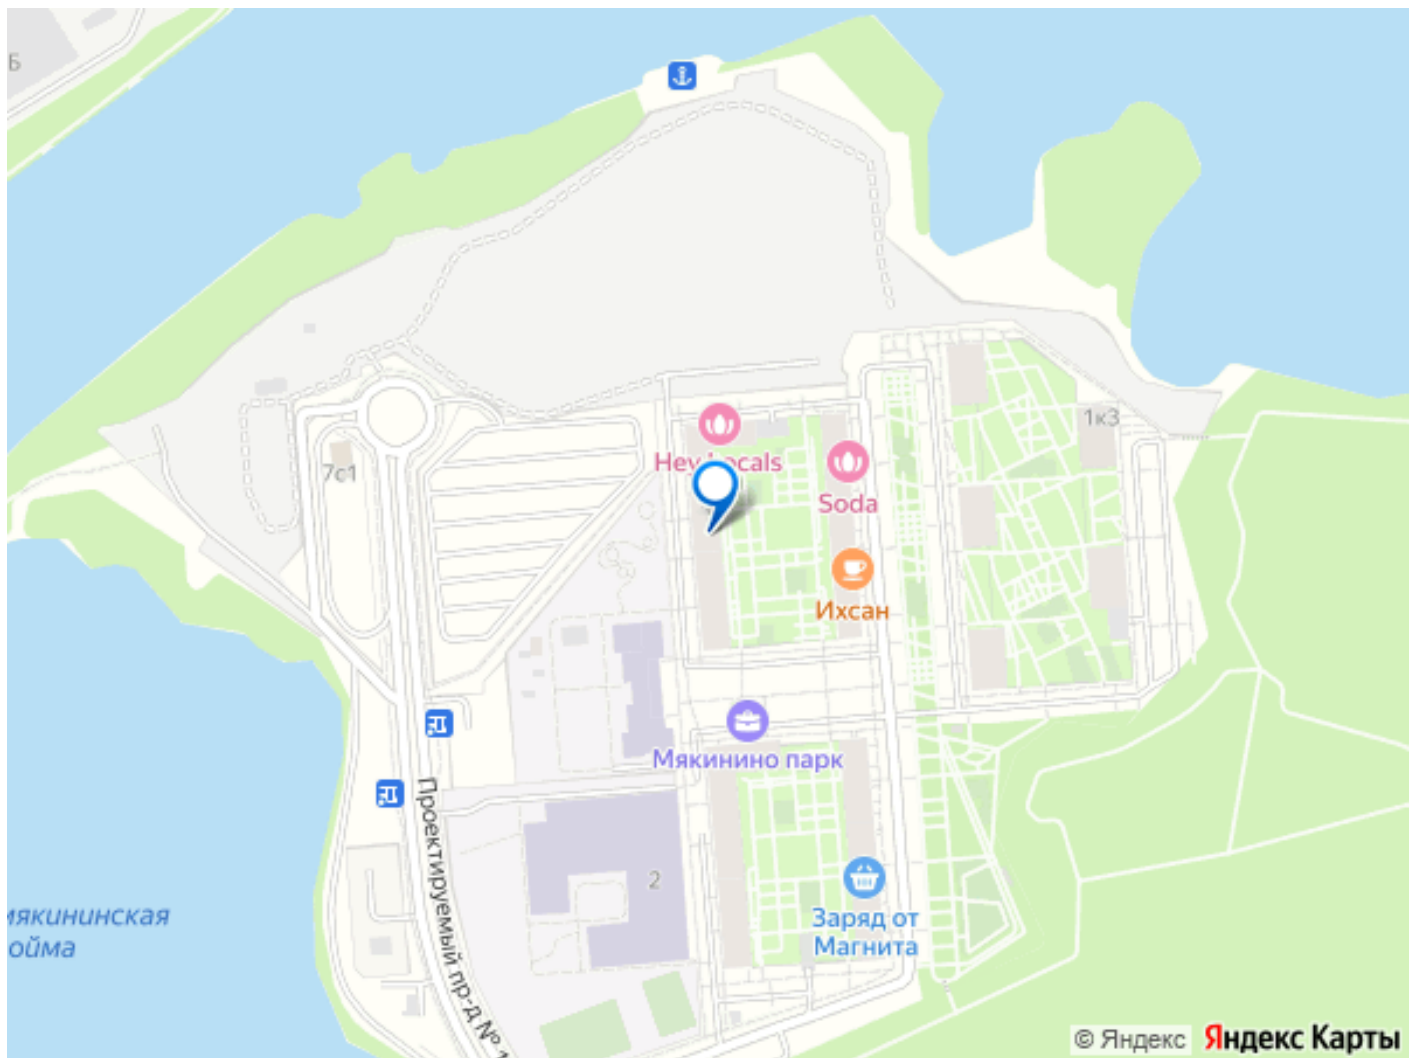 Б
1к3
Hey Locals
7с1
Soda
Ихсан
Мякинино парк
Проектируемый пр-д №
2
Заряд от
Магнита
мякининская
ойма
© Яндекс
Яндекс Карты